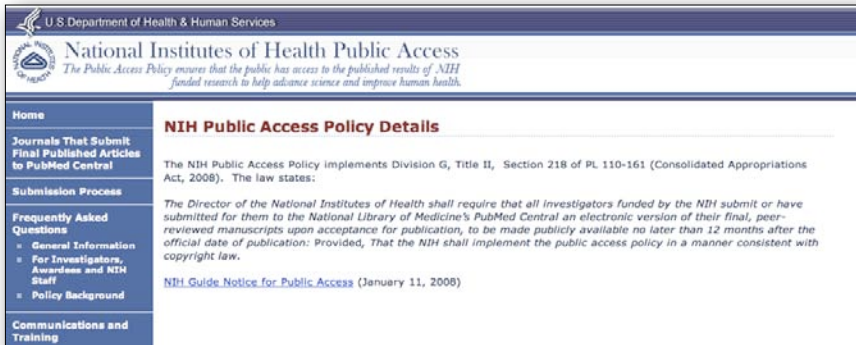 U.S. Department of Health & Human Services
National Institutes of Health Public Access
The Public Access Policy ensures that the public has access to the published results of NIH
funded research to help advance science and improve human health.
Home
Journals That Submit
Final Published Articles
to PubMed Central
Submission Process
Frequently Asked
Questions
General Information
For Investigators,
Awardees and NIH
Staff
Policy Background
Communications and
Training
NIH Public Access Policy Details
The NIH Public Access Policy implements Division G, Title II, Section 218 of PL 110-161 (Consolidated Appropriations
Act, 2008). The law states:
The Director of the National Institutes of Health shall require that all investigators funded by the NIH submit or have
submitted for them to the National Library of Medicine's PubMed Central an electronic version of their final, peer-
reviewed manuscripts upon acceptance for publication, to be made publicly available no later than 12 months after the
official date of publication: Provided, That the NIH shall implement the public access policy in a manner consistent with
copyright law.
NIH Guide Notice for Public Access (January 11, 2008)